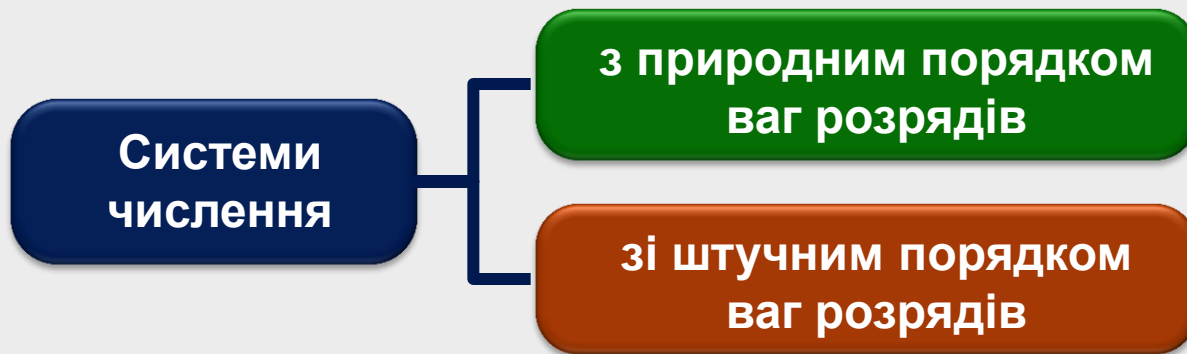 Системи
числення
з природним порядком
ваг розрядів
зі штучним порядком
ваг розрядів